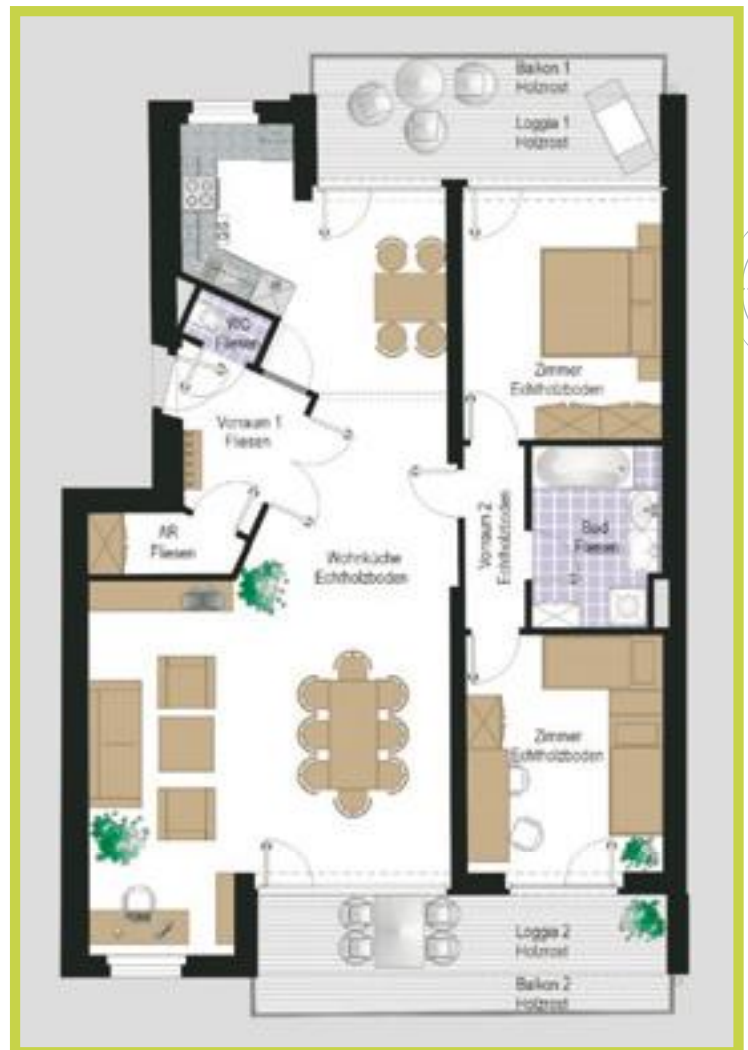 Balkon 1
Holzrost
Loggia 1
Holzrost
WC
Fliesen
Zimmer
Echtholzboden
Vorraum 1
Fliesen
AR
Fliesen
Wohnküche
Echtholzboden
Vorraum 2
Echtholzboden
Bad
Fliesen
Zimmer
Echtholzboden
Loggia 2
Holzrost
Balkon 2
Holzrost